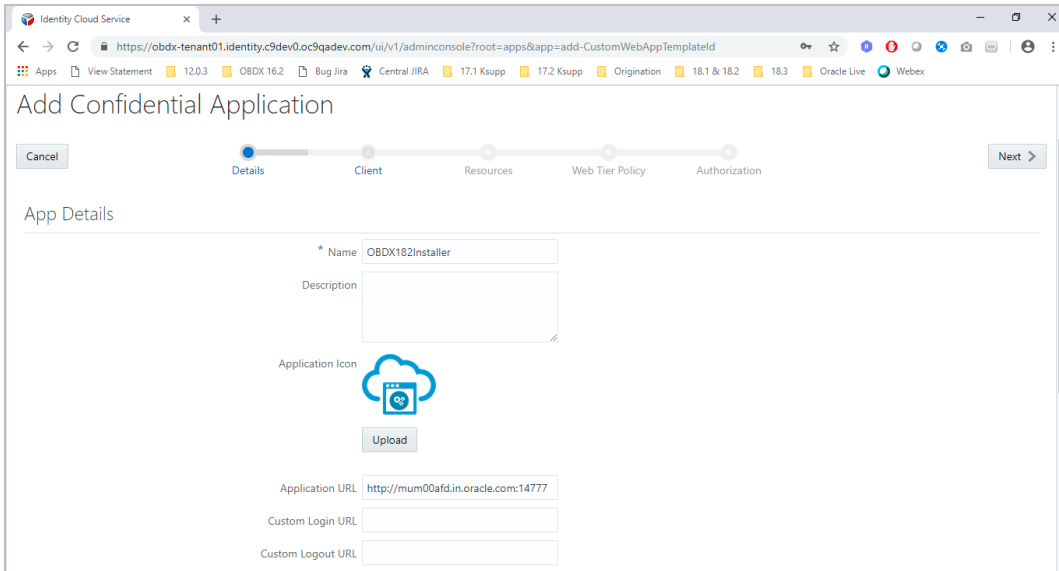 Identity Cloud Service
https://obdx-tenant01.identity.c9dev0.oc9qadev.com/ui/v1/adminconsole?root=apps&app=add-CustomWebAppTemplateId
Apps View Statement 12.0.3 OBDX 16.2 Bug Jira Central JIRA 17.1 Ksupp 17.2 Ksupp Origination 18.1 & 18.2 18.3 Oracle Live Webex
Add Confidential Application
Cancel Next >
Details Client Resources Web Tier Policy Authorization
App Details
* Name OBDX182Installer
Description
Application Icon
Upload
Application URL http://mum00afd.in.oracle.com:14777
Custom Login URL
Custom Logout URL